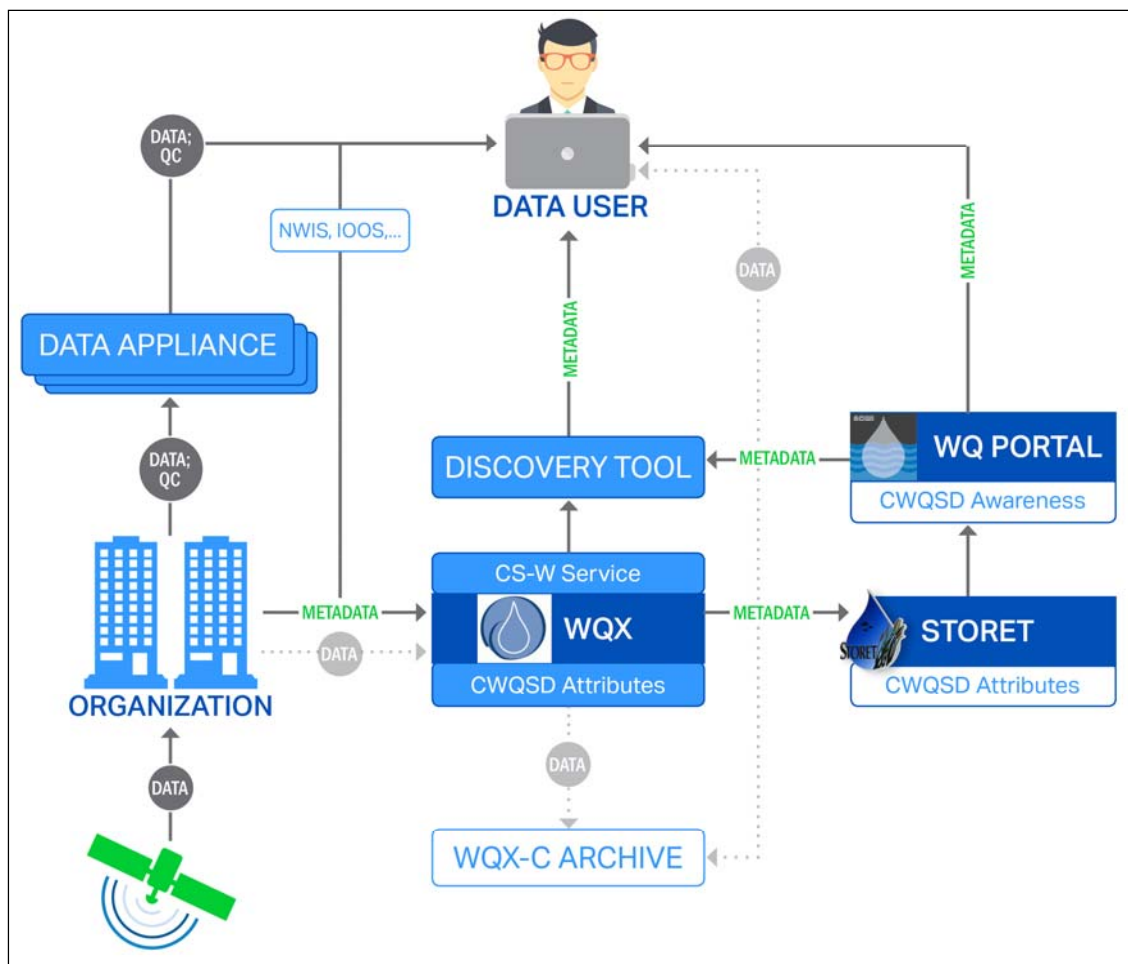 DATA;
QC
DATA USER
NWIS, IOOS,...
METADATA
DATA
METADATA
DATA APPLIANCE
DATA;
QC
DISCOVERY TOOL
METADATA
WQ PORTAL
CWQSD Awareness
CS-W Service
METADATA
WQX
METADATA
STORET
STORET
DATA
CWQSD Attributes
CWQSD Attributes
ORGANIZATION
DATA
DATA
WQX-C ARCHIVE